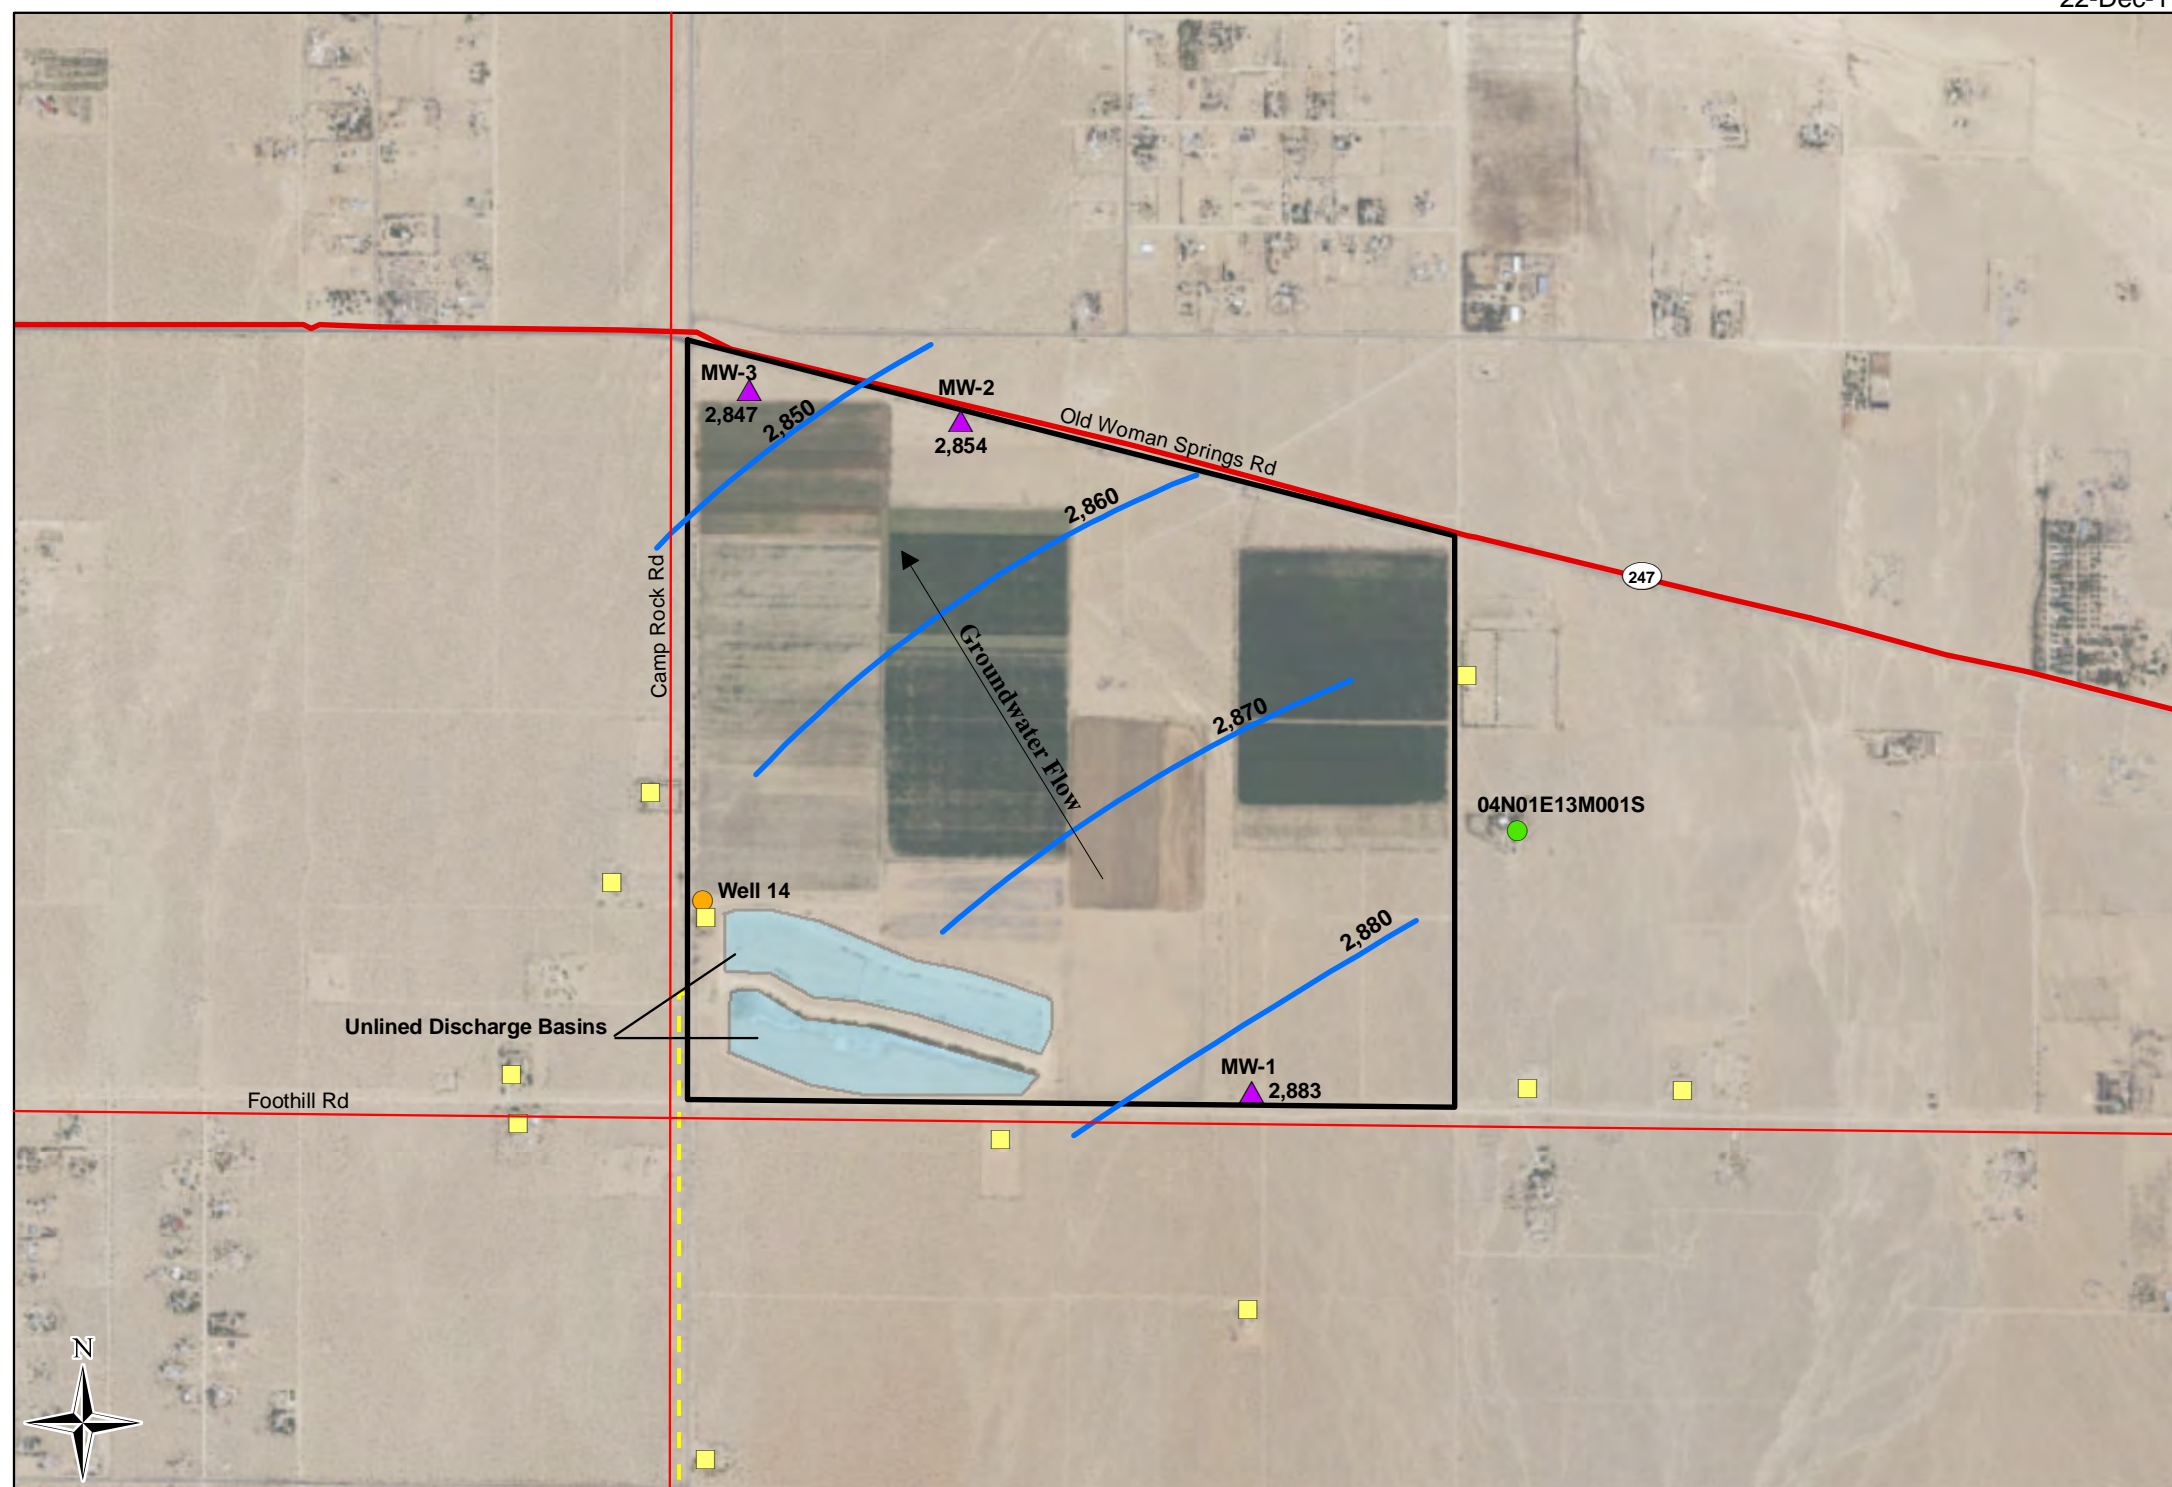 MW-3
2,847
2,850
MW-2
2,854
Old Woman Springs Rd
2,860
247
Camp Rock Rd
Groundwater Flow
2,870
04N01E13M001S
Well 14
2,880
Unlined Discharge Basins
MW-1
2,883
Foothill Rd
N